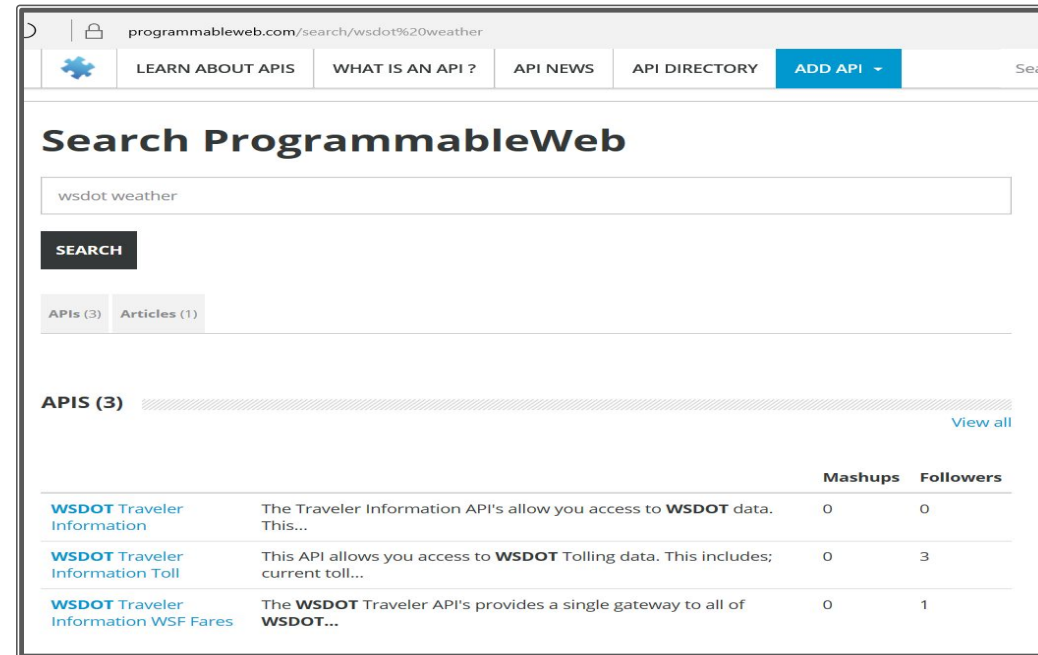 programmableweb.com/search/wsdot%20weather
LEARN ABOUT APIS WHAT IS AN API ? API NEWS API DIRECTORY ADD API
Search ProgrammableWeb
wsdot weather
SEARCH
APIs (3) Articles (1)
APIS (3)
View all
Mashups Followers
WSDOT Traveler The Traveler Information API's allow you access to WSDOT data. 0 0
Information This...
WSDOT Traveler This API allows you access to WSDOT Tolling data. This includes; 0 3
Information Toll current toll...
WSDOT Traveler The WSDOT Traveler API's provides a single gateway to all of 0 1
Information WSF Fares WSDOT...